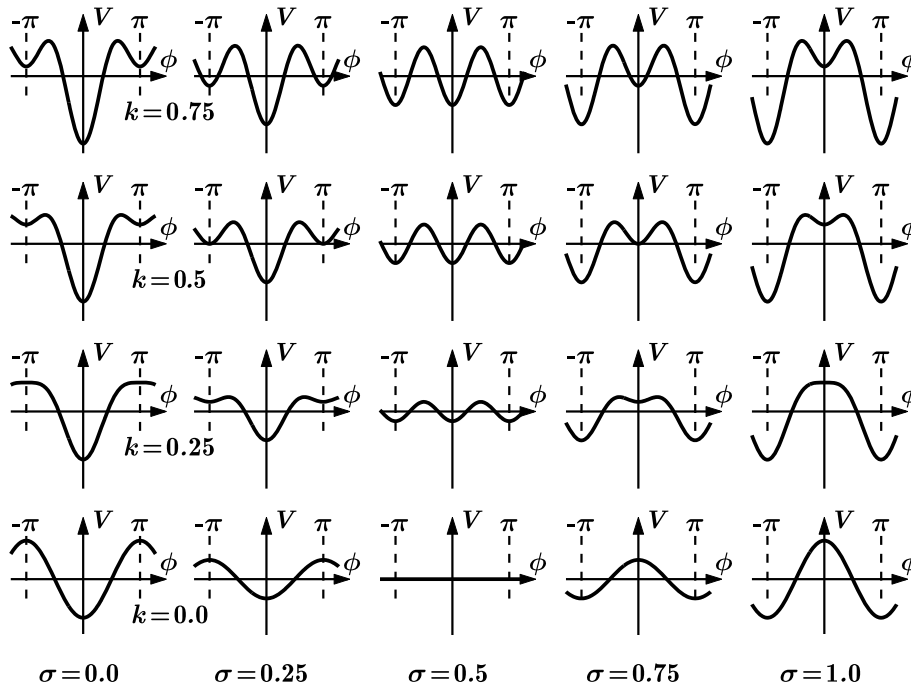 -π V π -π V π -π V π -π V π -π V π
ϕ ϕ ϕ ϕ ϕ
k=0.75
-π V π -π V π -π V π -π V π -π V π
ϕ ϕ ϕ ϕ ϕ
k=0.5
-π V π -π V π -π V π -π V π -π V π
ϕ ϕ ϕ ϕ ϕ
k=0.25
-π V π -π V π -π V π -π V π -π V π
ϕ ϕ ϕ ϕ ϕ
k=0.0
σ=0.0 σ=0.25 σ=0.5 σ=0.75 σ=1.0